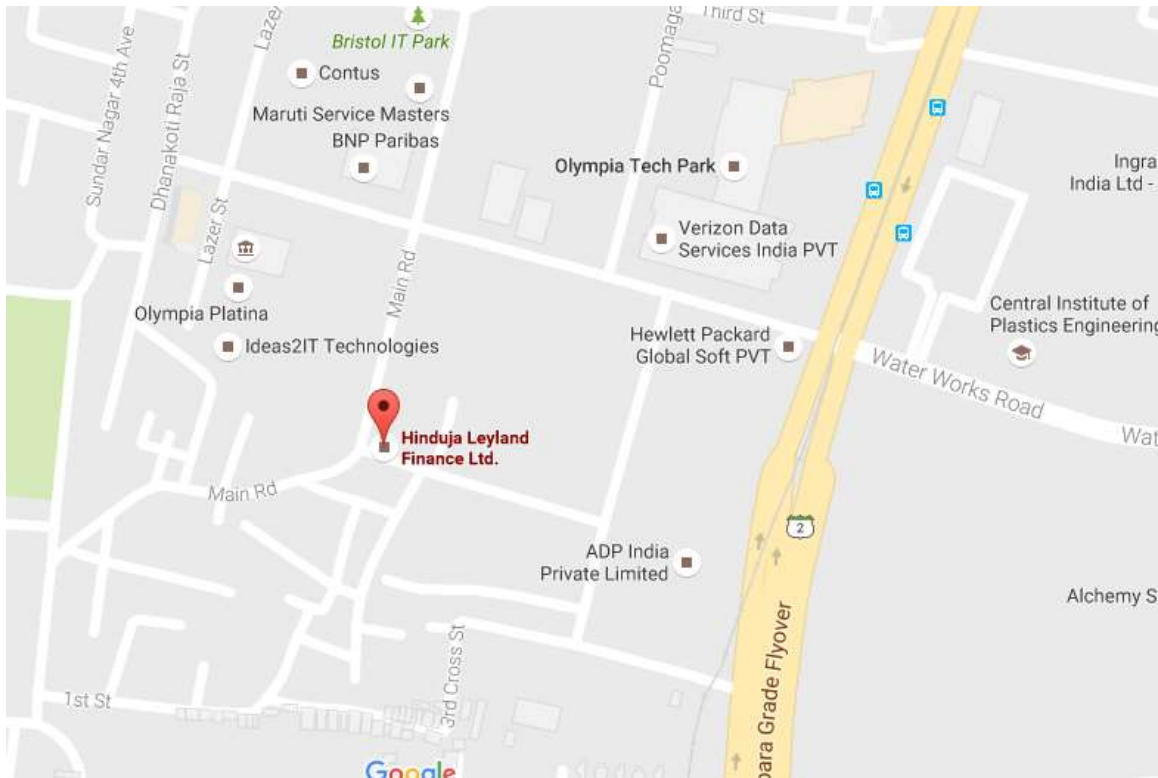 Third St
Sundar Nagar 4th Ave
Dhanakoti Raja St
Lazer
Bristol IT Park
Contus
Poomaga
Maruti Service Masters
BNP Paribas
Olympia Tech Park
Ingra
India Ltd -
Lazer St
Main Rd
Verizon Data
Services India PVT
Olympia Platina
Ideas2IT Technologies
Hewlett Packard
Global Soft PVT
Central Institute of
Plastics Engineering
Water Works Road
Wat
Hinduja Leyland
Finance Ltd.
Main Rd
2
ADP India
Private Limited
Alchemy S
para Grade Flyover
3rd Cross St
1st St
Google